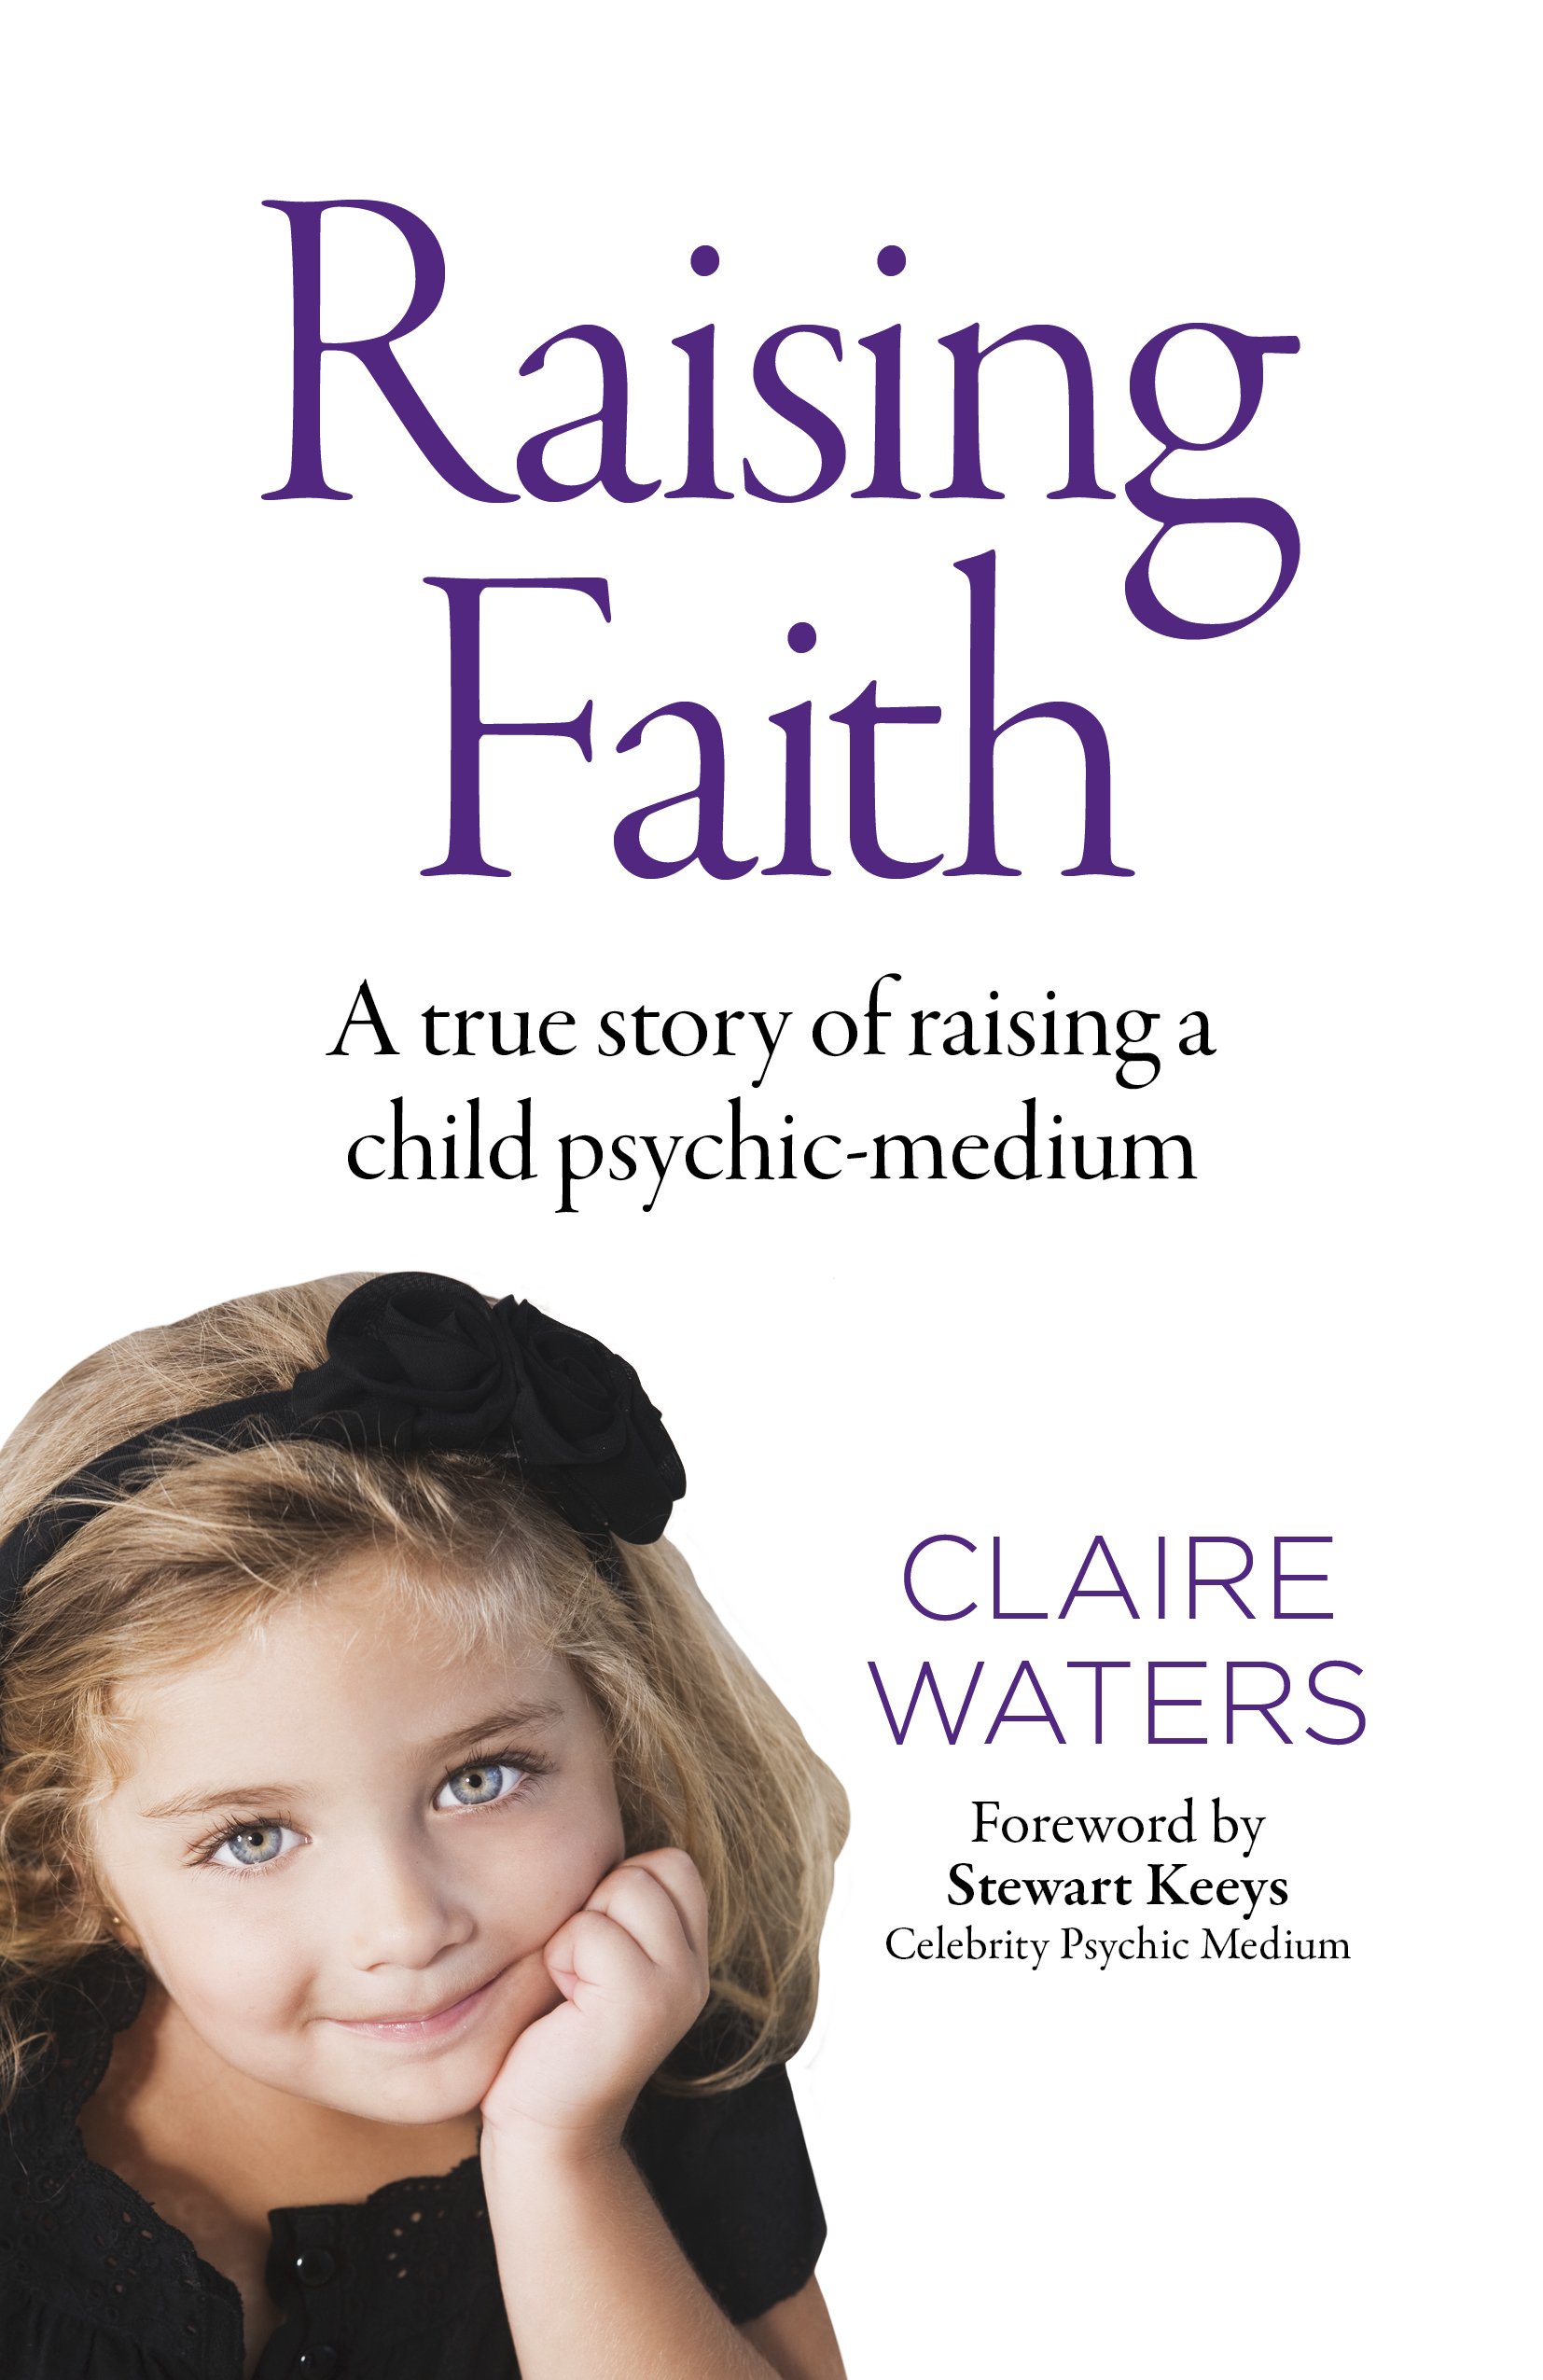 Raising
Faith
A true story of raising a
child psychic-medium
CLAIRE
WATERS
Foreword by
Stewart Keeys
Celebrity Psychic Medium